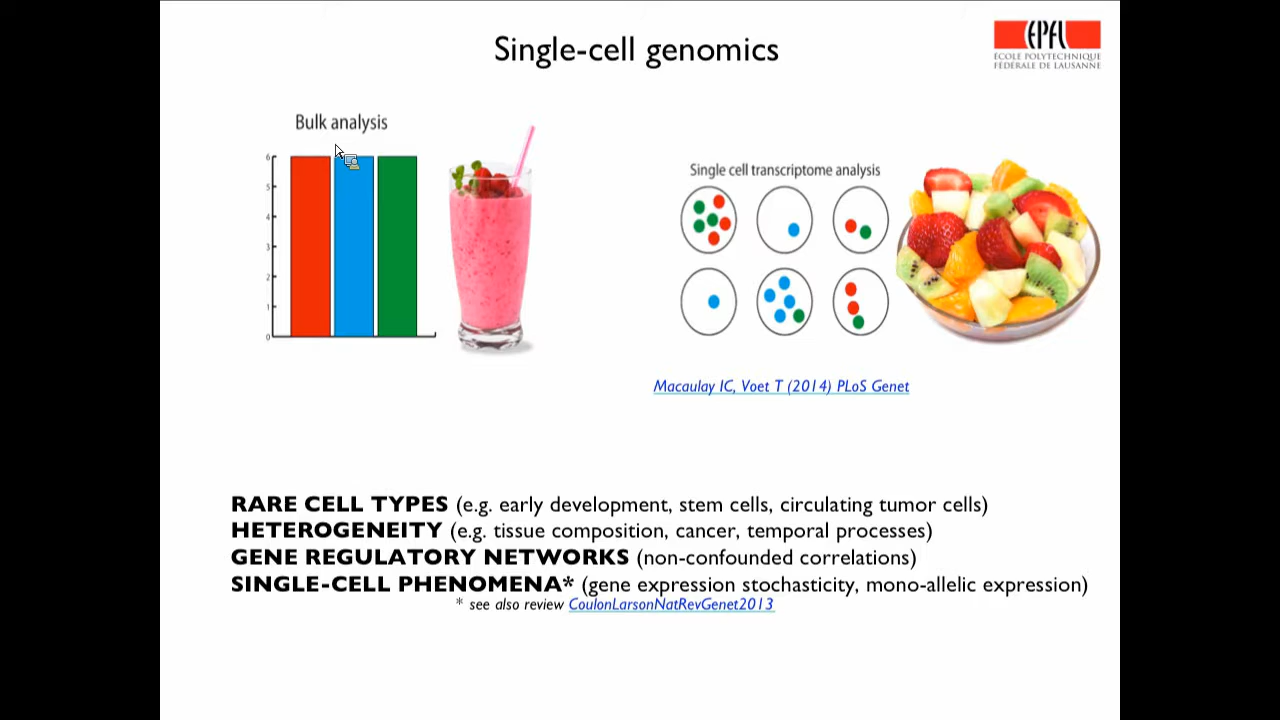 Single-cell genomics
EPFL
ÉCOLE POLYTECHNIQUE
FÉDÉRALE DE LAUSANNE
Bulk analysis
6
5
4
3
2
1
0
Single cell transcriptome analysis
Macaulay IC, Voet T (2014) PLoS Genet
RARE CELL TYPES (e.g. early development, stem cells, circulating tumor cells)
HETEROGENEITY (e.g. tissue composition, cancer, temporal processes)
GENE REGULATORY NETWORKS (non-confounded correlations)
SINGLE-CELL PHENOMENA* (gene expression stochasticity, mono-allelic expression)
* see also review CoulonLarsonNatRevGenet2013